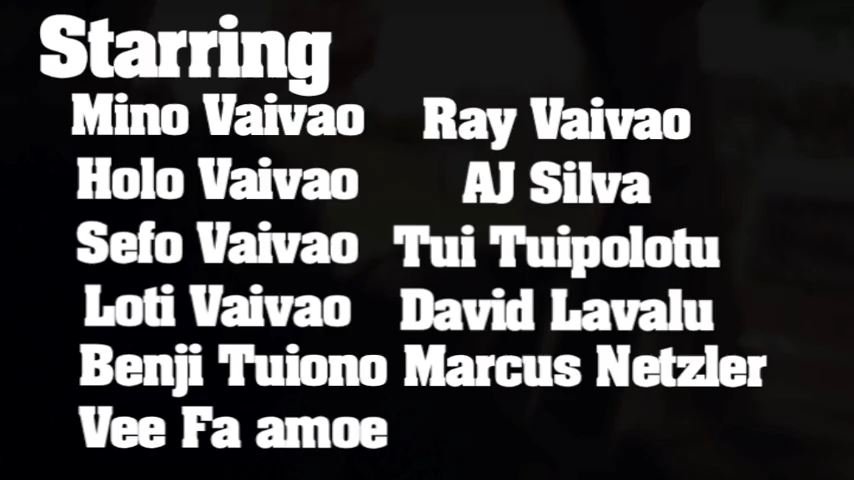 Starring
Mino Vaivao Ray Vaivao
Holo Vaivao AJ Silva
Sefo Vaivao Tui Tuipolotu
Loti Vaivao David Lavalu
Benji Tuiono Marcus Netzler
Vee Fa amoe